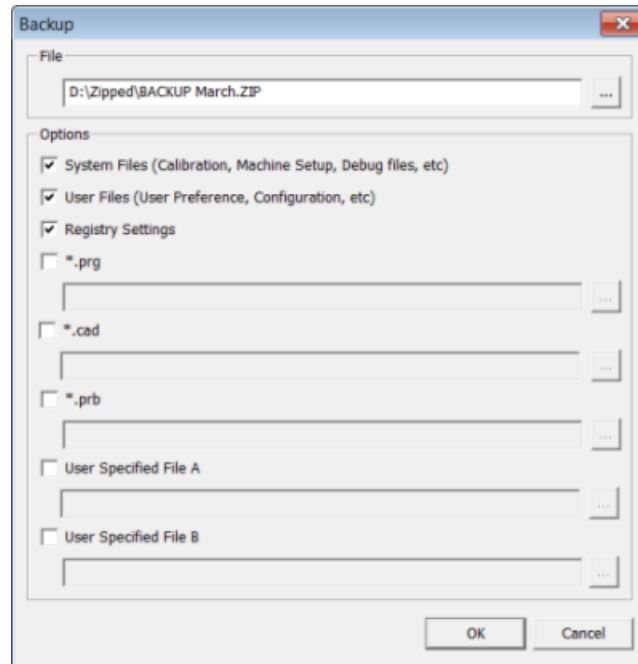 Backup
File
D:\Zipped\BACKUP March.ZIP
...
Options
System Files (Calibration, Machine Setup, Debug files, etc)
User Files (User Preference, Configuration, etc)
Registry Settings
*.prg
...
*.cad
...
*.prb
...
User Specified File A
...
User Specified File B
...
OK Cancel